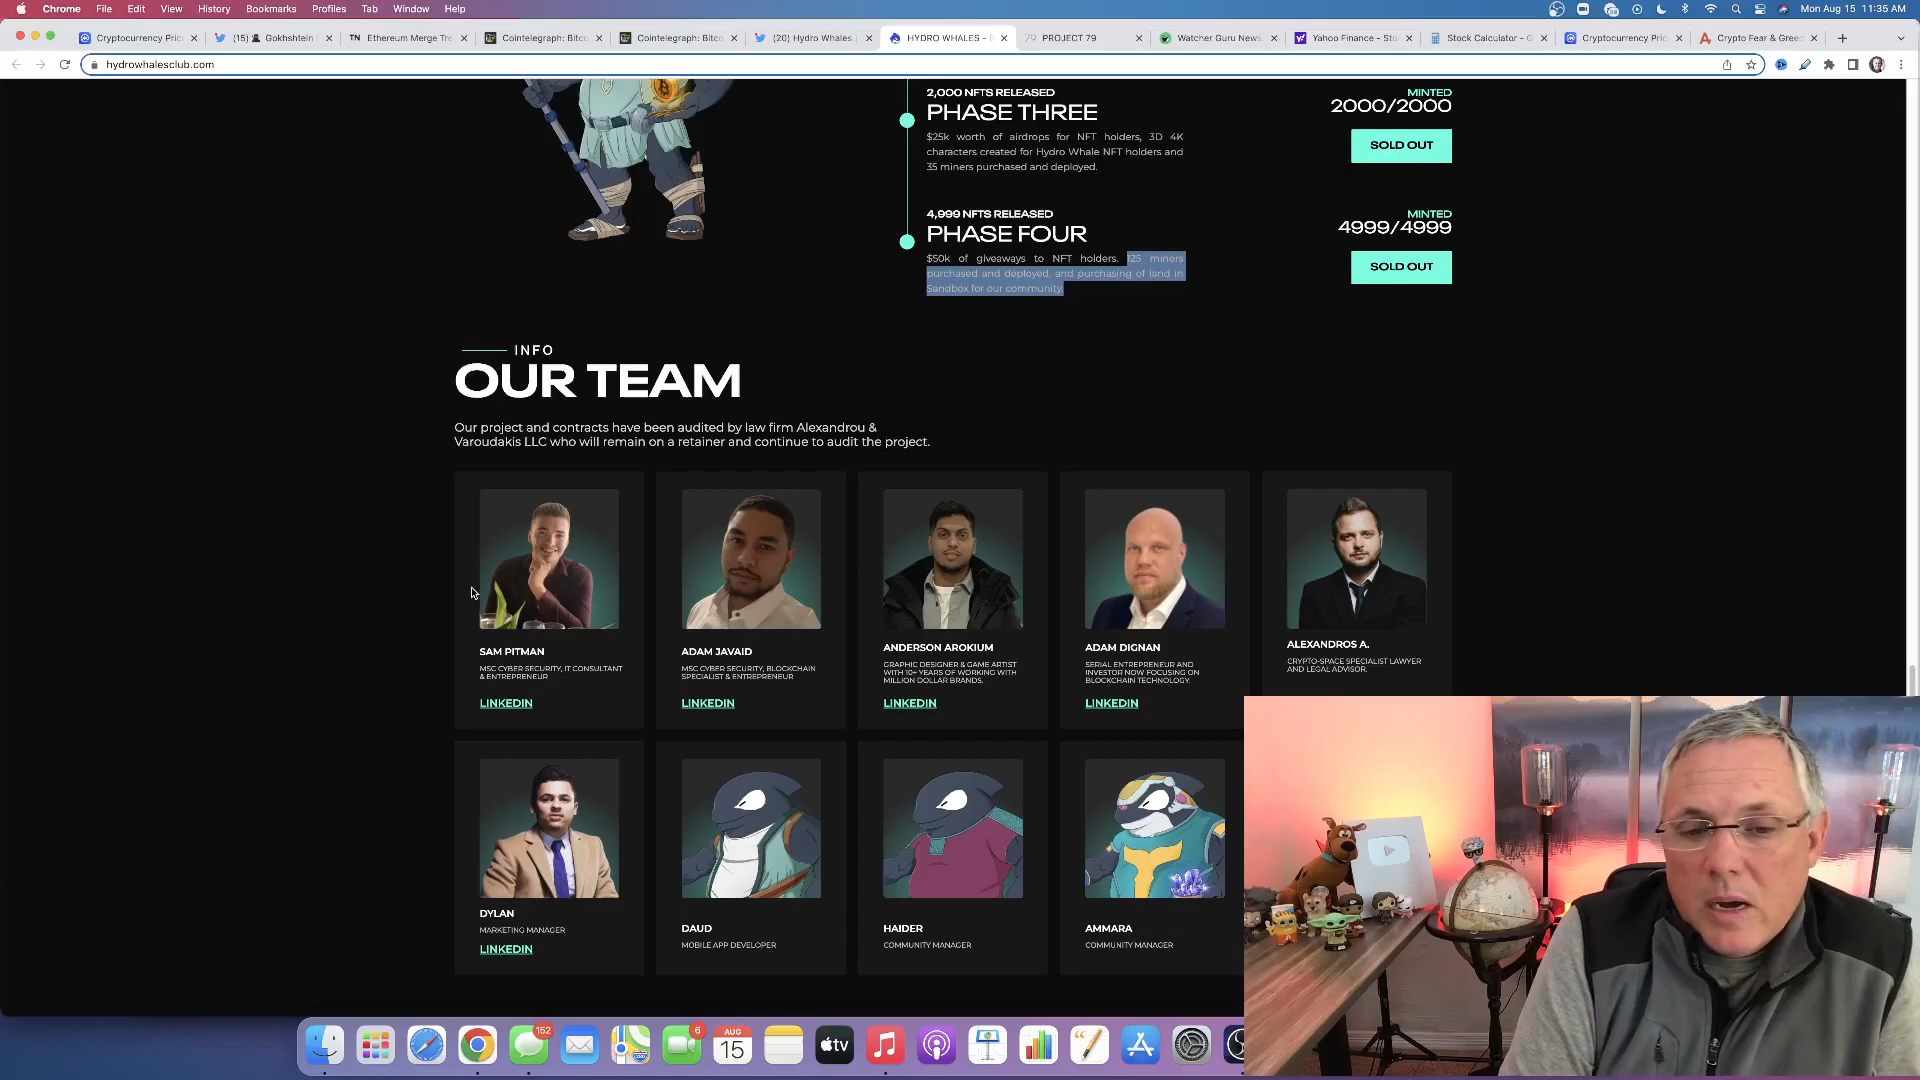 Chrome File Edit View History Bookmarks Profiles Tab Window Help
Mon Aug 15 11:35 AM
Cryptocurrency Pric
(15) Gokhshtein
TN Ethereum Merge Tre
Cointelegraph: Bitco
Cointelegraph: Bitco
(20) Hydro Whales
HYDRO WHALES – B
79 PROJECT 79
Watcher Guru News
Yahoo Finance - Sto
Stock Calculator - G
Cryptocurrency Pric
Crypto Fear & Greed
hydrowhalesclub.com
2,000 NFTS RELEASED
PHASE THREE
$25k worth of airdrops for NFT holders, 3D 4K
characters created for Hydro Whale NFT holders and
35 miners purchased and deployed.
MINTED
2000/2000
SOLD OUT
4,999 NFTS RELEASED
PHASE FOUR
$50k of giveaways to NFT holders. 125 miners
purchased and deployed, and purchasing of land in
Sandbox for our community.
MINTED
4999/4999
SOLD OUT
INFO
OUR TEAM
Our project and contracts have been audited by law firm Alexandrou &
Varoudakis LLC who will remain on a retainer and continue to audit the project.
SAM PITMAN
MSC CYBER SECURITY, IT CONSULTANT
& ENTREPRENEUR
LINKEDIN
ADAM JAVAID
MSC CYBER SECURITY, BLOCKCHAIN
SPECIALIST & ENTREPRENEUR
LINKEDIN
ANDERSON AROKIUM
GRAPHIC DESIGNER & GAME ARTIST
WITH 10+ YEARS OF WORKING WITH
MILLION DOLLAR BRANDS.
LINKEDIN
ADAM DIGNAN
SERIAL ENTREPRENEUR AND
INVESTOR NOW FOCUSING ON
BLOCKCHAIN TECHNOLOGY.
LINKEDIN
ALEXANDROS A.
CRYPTO-SPACE SPECIALIST LAWYER
AND LEGAL ADVISOR.
DYLAN
MARKETING MANAGER
LINKEDIN
DAUD
MOBILE APP DEVELOPER
HAIDER
COMMUNITY MANAGER
AMMARA
COMMUNITY MANAGER
152
6
AUG
15
tv